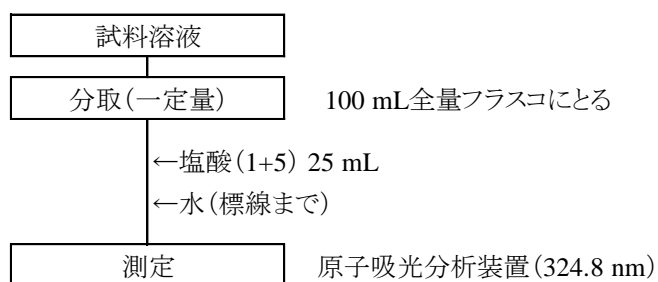 試料溶液
分取（一定量） 100 mL全量フラスコにとる
←塩酸（1+5） 25 mL
←水（標線まで）
測定 原子吸光分析装置（324.8 nm）